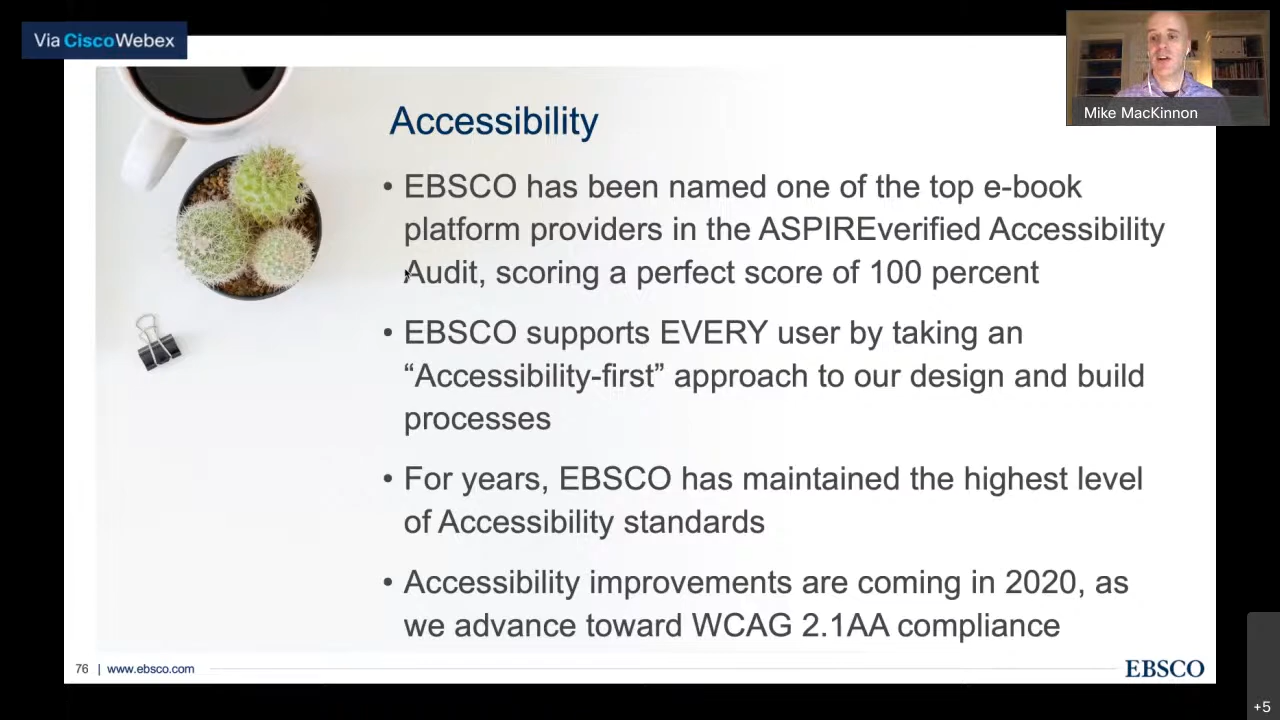 Via CiscoWebex
Mike MacKinnon
Accessibility
• EBSCO has been named one of the top e-book
platform providers in the ASPIREverified Accessibility
Audit, scoring a perfect score of 100 percent
• EBSCO supports EVERY user by taking an
“Accessibility-first” approach to our design and build
processes
• For years, EBSCO has maintained the highest level
of Accessibility standards
• Accessibility improvements are coming in 2020, as
we advance toward WCAG 2.1AA compliance
76 | www.ebsco.com
EBSCO
+5